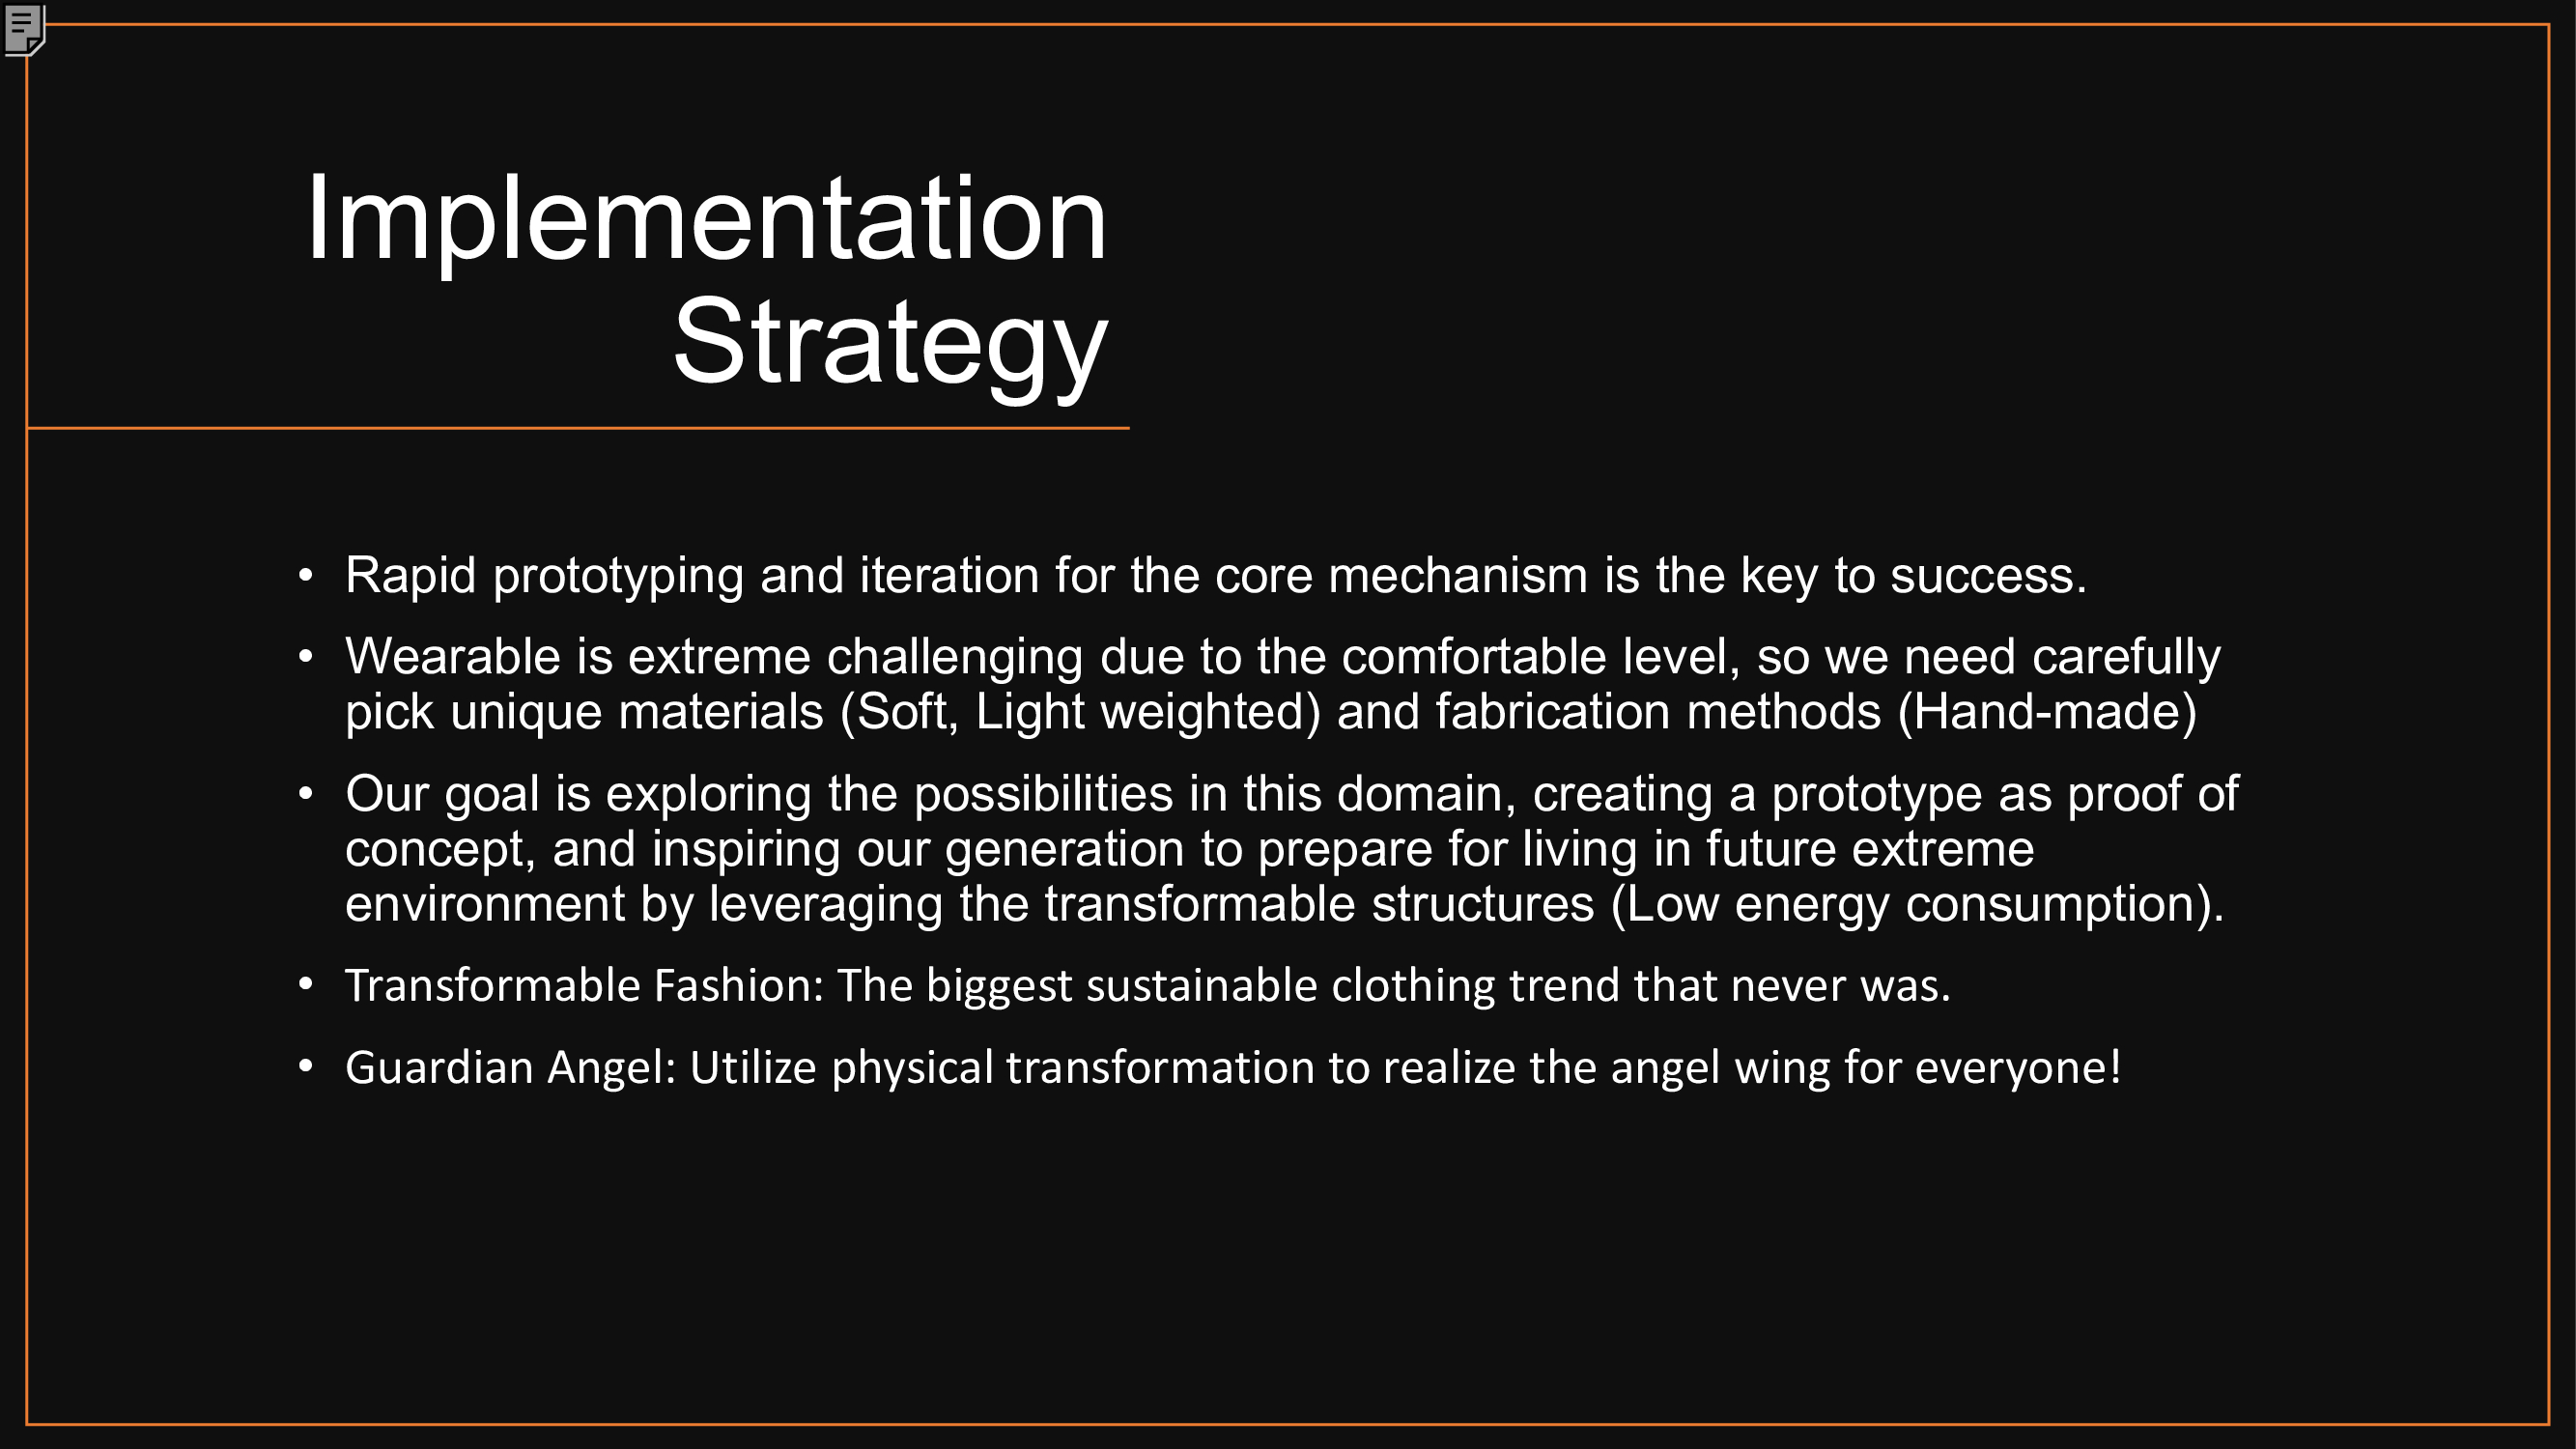 Implementation
Strategy
• Rapid prototyping and iteration for the core mechanism is the key to success.
• Wearable is extreme challenging due to the comfortable level, so we need carefully
pick unique materials (Soft, Light weighted) and fabrication methods (Hand-made)
• Our goal is exploring the possibilities in this domain, creating a prototype as proof of
concept, and inspiring our generation to prepare for living in future extreme
environment by leveraging the transformable structures (Low energy consumption).
• Transformable Fashion: The biggest sustainable clothing trend that never was.
• Guardian Angel: Utilize physical transformation to realize the angel wing for everyone!